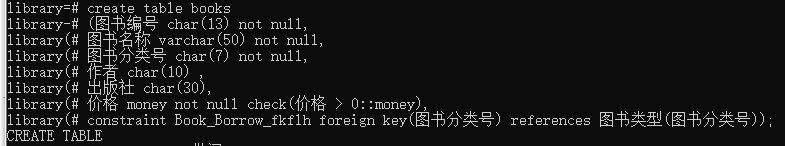 library=# create table books
library-# (图书编号 char(13) not null,
library(# 图书名称 varchar(50) not null,
library(# 图书分类号 char(7) not null,
library(# 作者 char(10) ,
library(# 出版社 char(30),
library(# 价格 money not null check(价格 > 0::money),
library(# constraint Book_Borrow_fkflh foreign key(图书分类号) references 图书类型(图书分类号));
CREATE TABLE